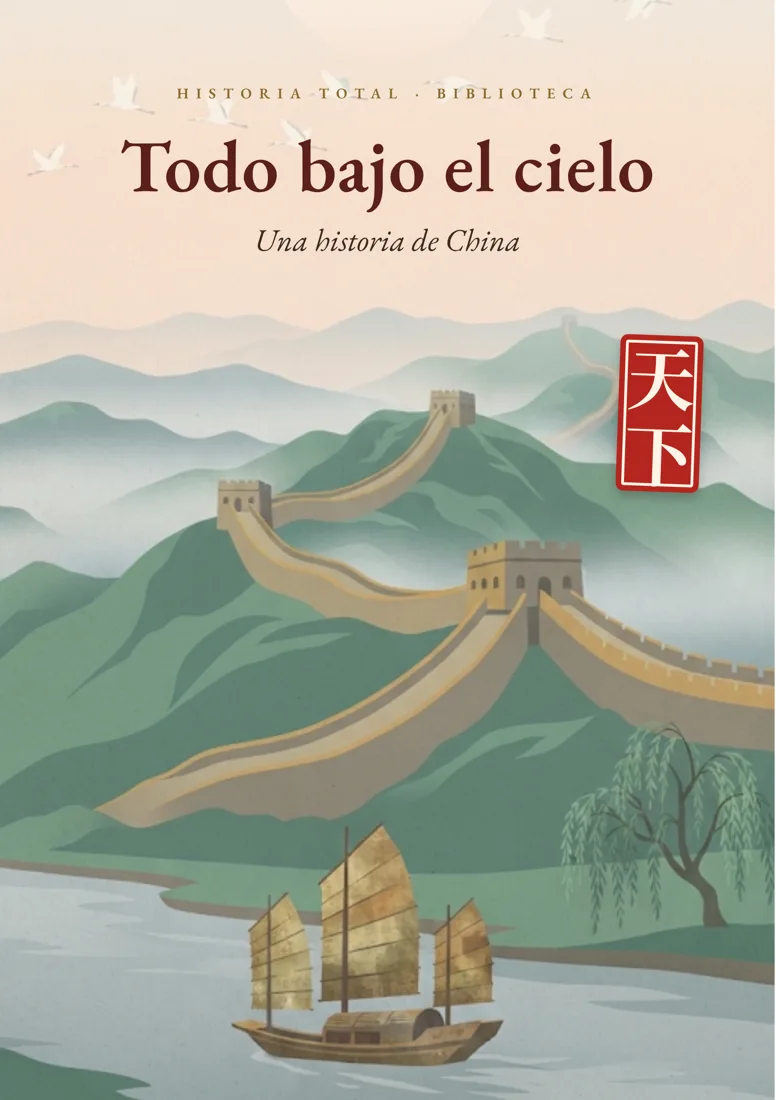 HISTORIA TOTAL · BIBLIOTECA
Todo bajo el cielo
Una historia de China
天
下